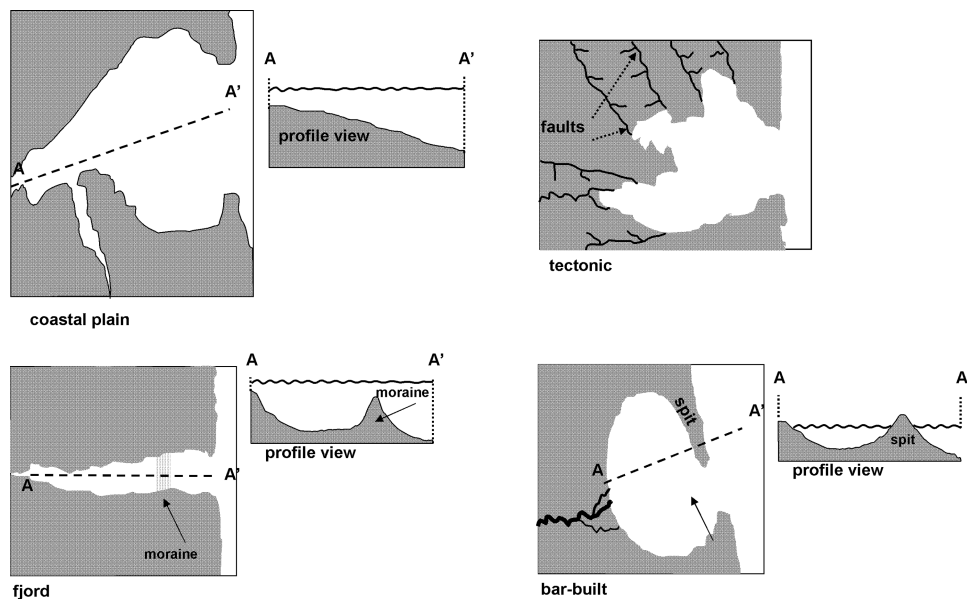 A
A'
A
A'
profile view
coastal plain
faults
tectonic
A
A'
moraine
profile view
A
A'
moraine
fjord
spit
A'
A
A
A
spit
profile view
bar-built